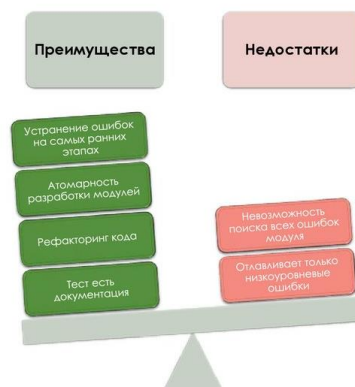 Преимущества
Недостатки
Устранение ошибок
на самых ранних
этапах
Атомарность
разработки модулей
Рефакторинг кода
Тест есть
документация
Невозможность
поиска всех ошибок
модуля
Отлавливает только
низкоуровневые
ошибки